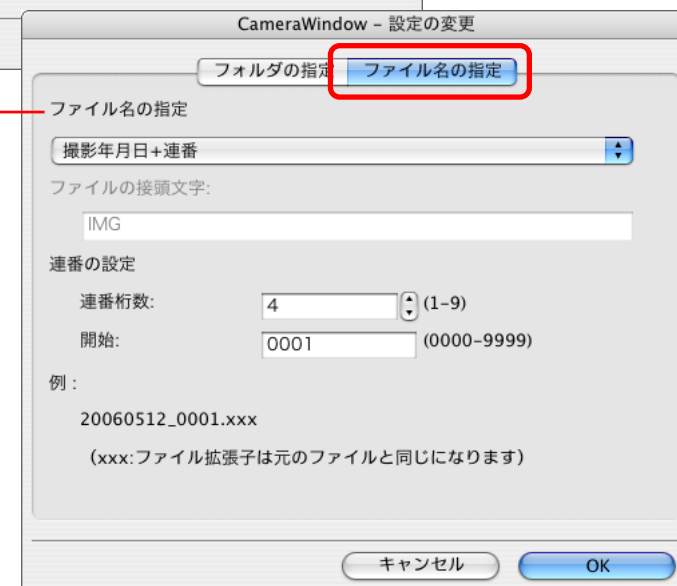 CameraWindow – 設定の変更
フォルダの指定 ファイル名の指定
ファイル名の指定
撮影年月日+連番
ファイルの接頭文字:
IMG
連番の設定
連番桁数: 4 (1–9)
開始: 0001 (0000–9999)
例 :
20060512_0001.xxx
(xxx:ファイル拡張子は元のファイルと同じになります)
キャンセル OK